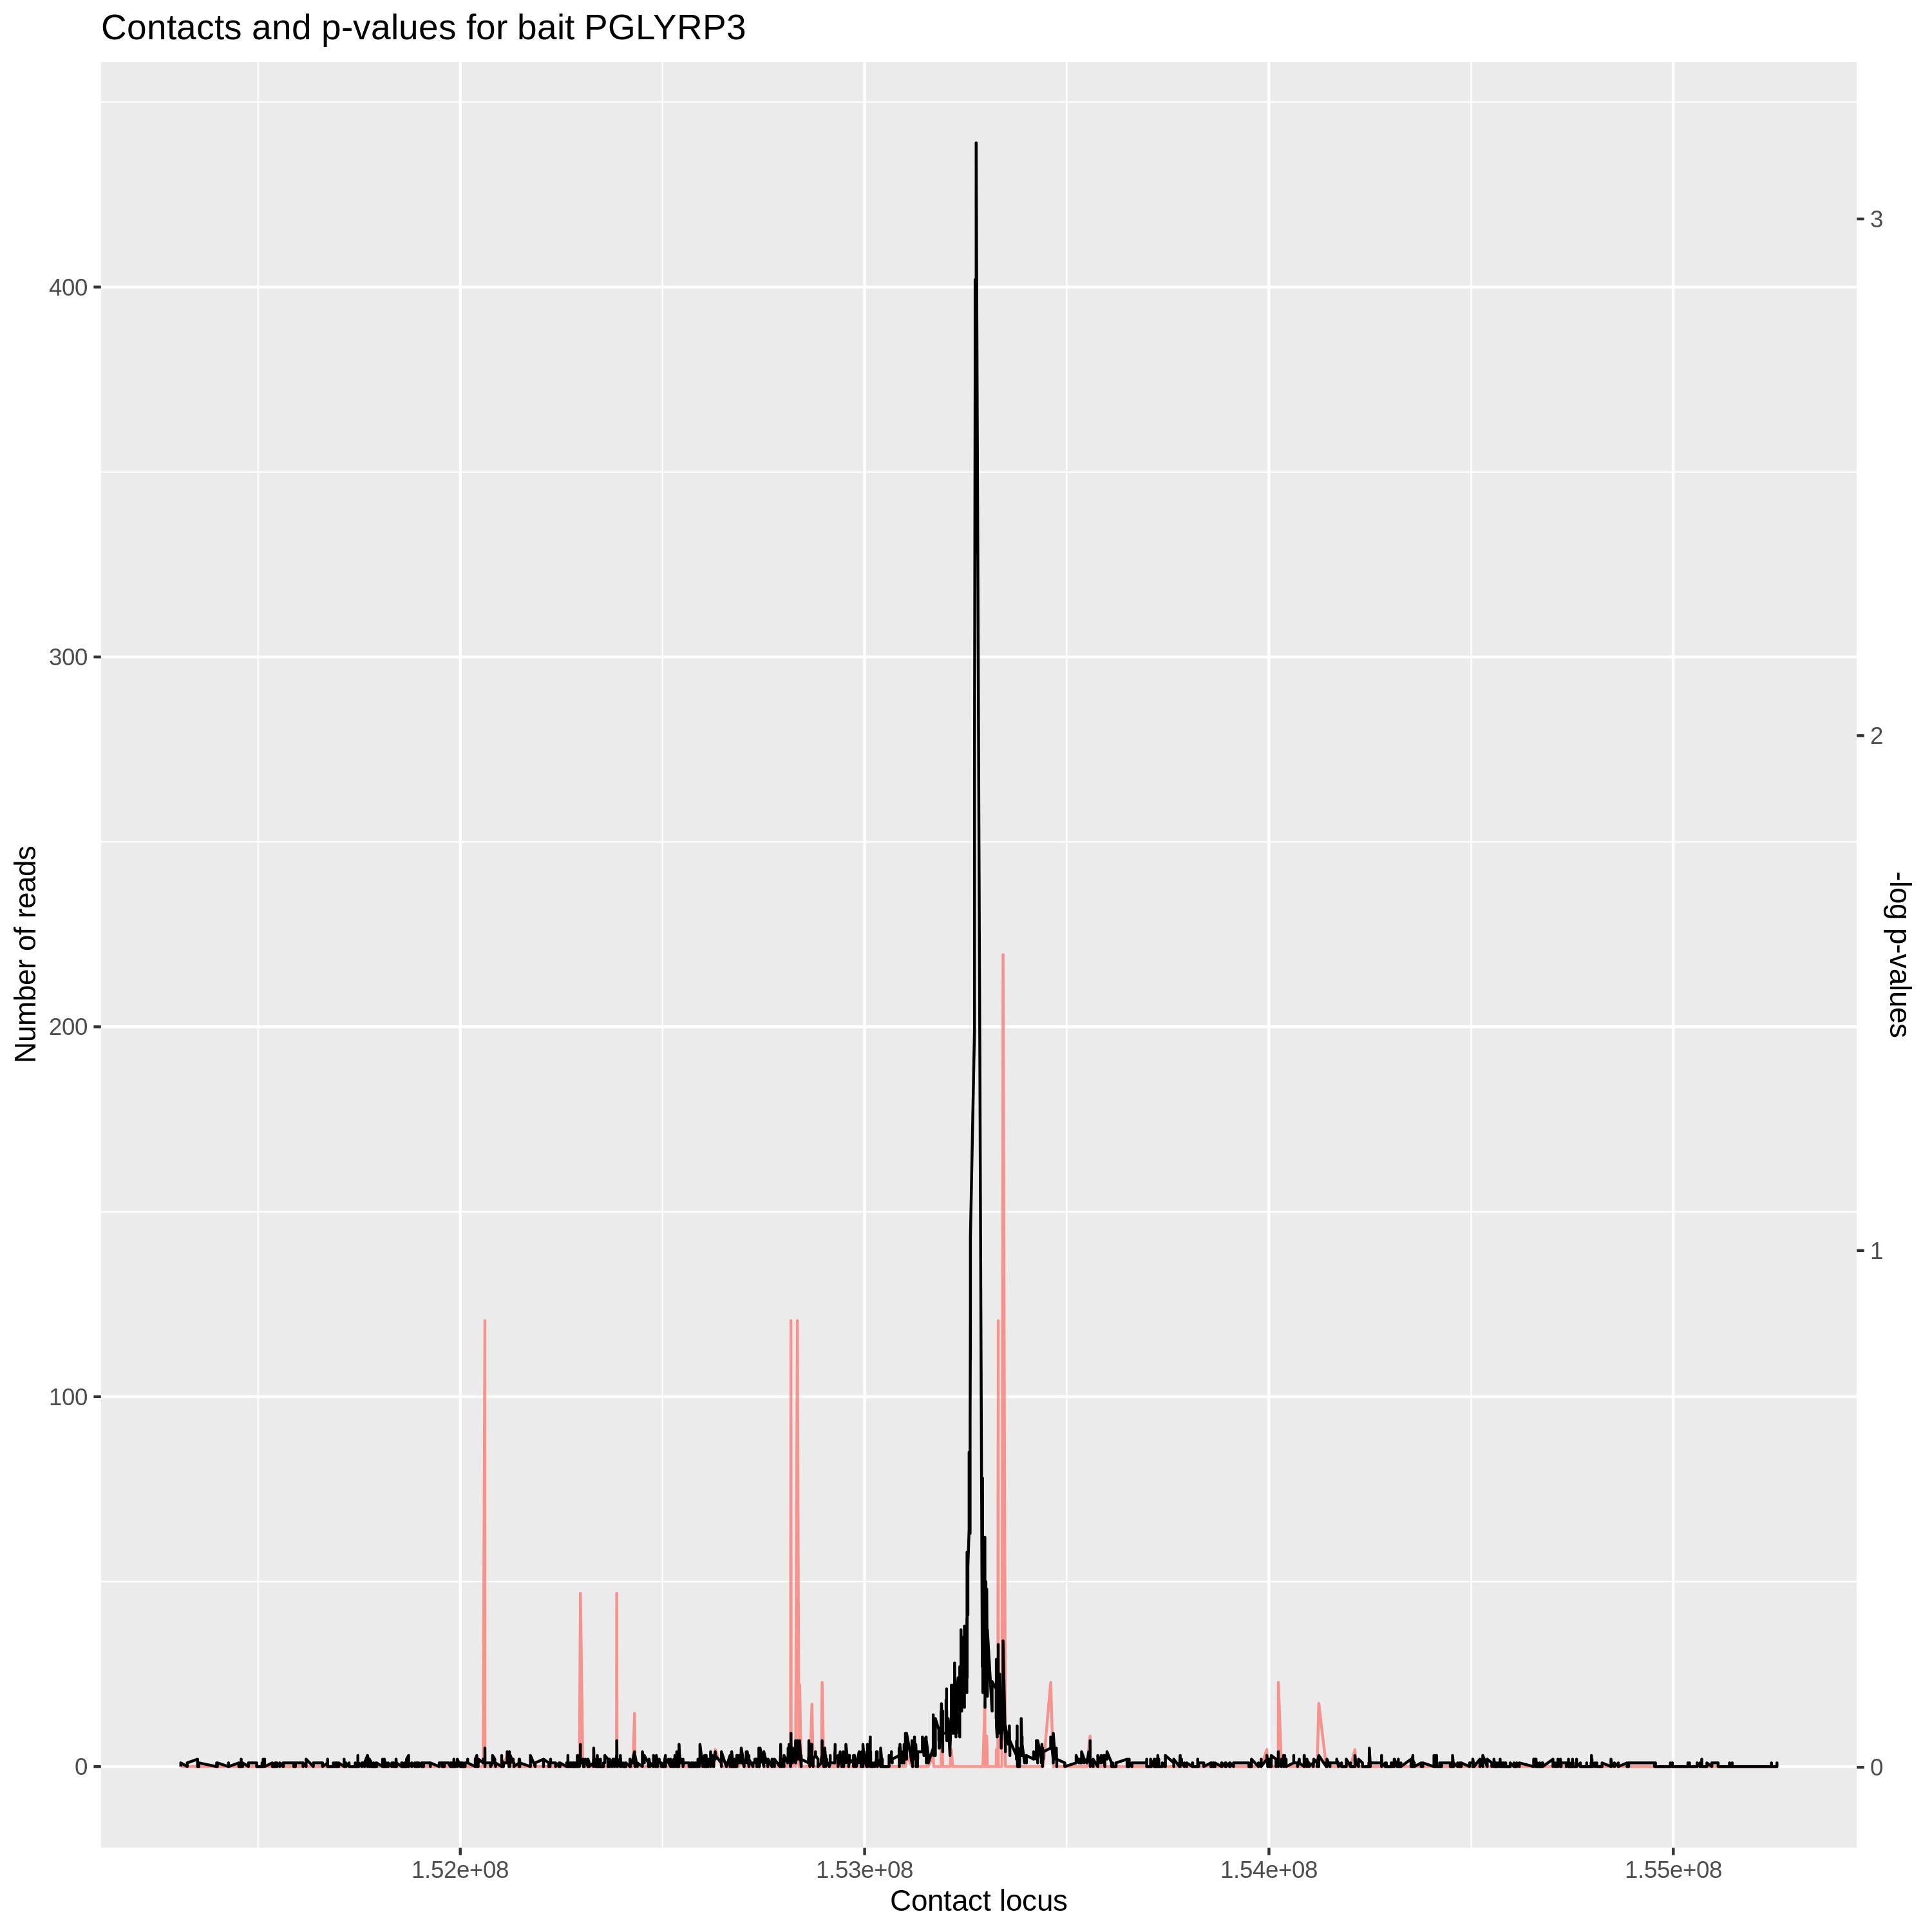 Contacts and p-values for bait PGLYRP3
Number of reads
400
300
200
100
0
3
2
1
0
-log p-values
1.52e+08
1.53e+08
1.54e+08
1.55e+08
Contact locus